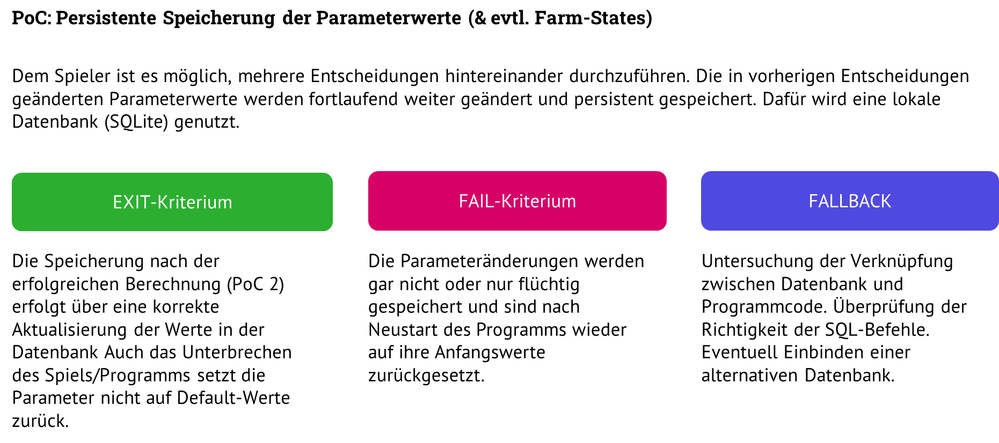 PoC: Persistente Speicherung der Parameterwerte (& evtl. Farm-States)
Dem Spieler ist es möglich, mehrere Entscheidungen hintereinander durchzuführen. Die in vorherigen Entscheidungen
geänderten Parameterwerte werden fortlaufend weiter geändert und persistent gespeichert. Dafür wird eine lokale
Datenbank (SQLite) genutzt.
EXIT-Kriterium
Die Speicherung nach der
erfolgreichen Berechnung (PoC 2)
erfolgt über eine korrekte
Aktualisierung der Werte in der
Datenbank Auch das Unterbrechen
des Spiels/Programms setzt die
Parameter nicht auf Default-Werte
zurück.
FAIL-Kriterium
Die Parameteränderungen werden
gar nicht oder nur flüchtig
gespeichert und sind nach
Neustart des Programms wieder
auf ihre Anfangswerte
zurückgesetzt.
FALLBACK
Untersuchung der Verknüpfung
zwischen Datenbank und
Programmcode. Überprüfung der
Richtigkeit der SQL-Befehle.
Eventuell Einbinden einer
alternativen Datenbank.